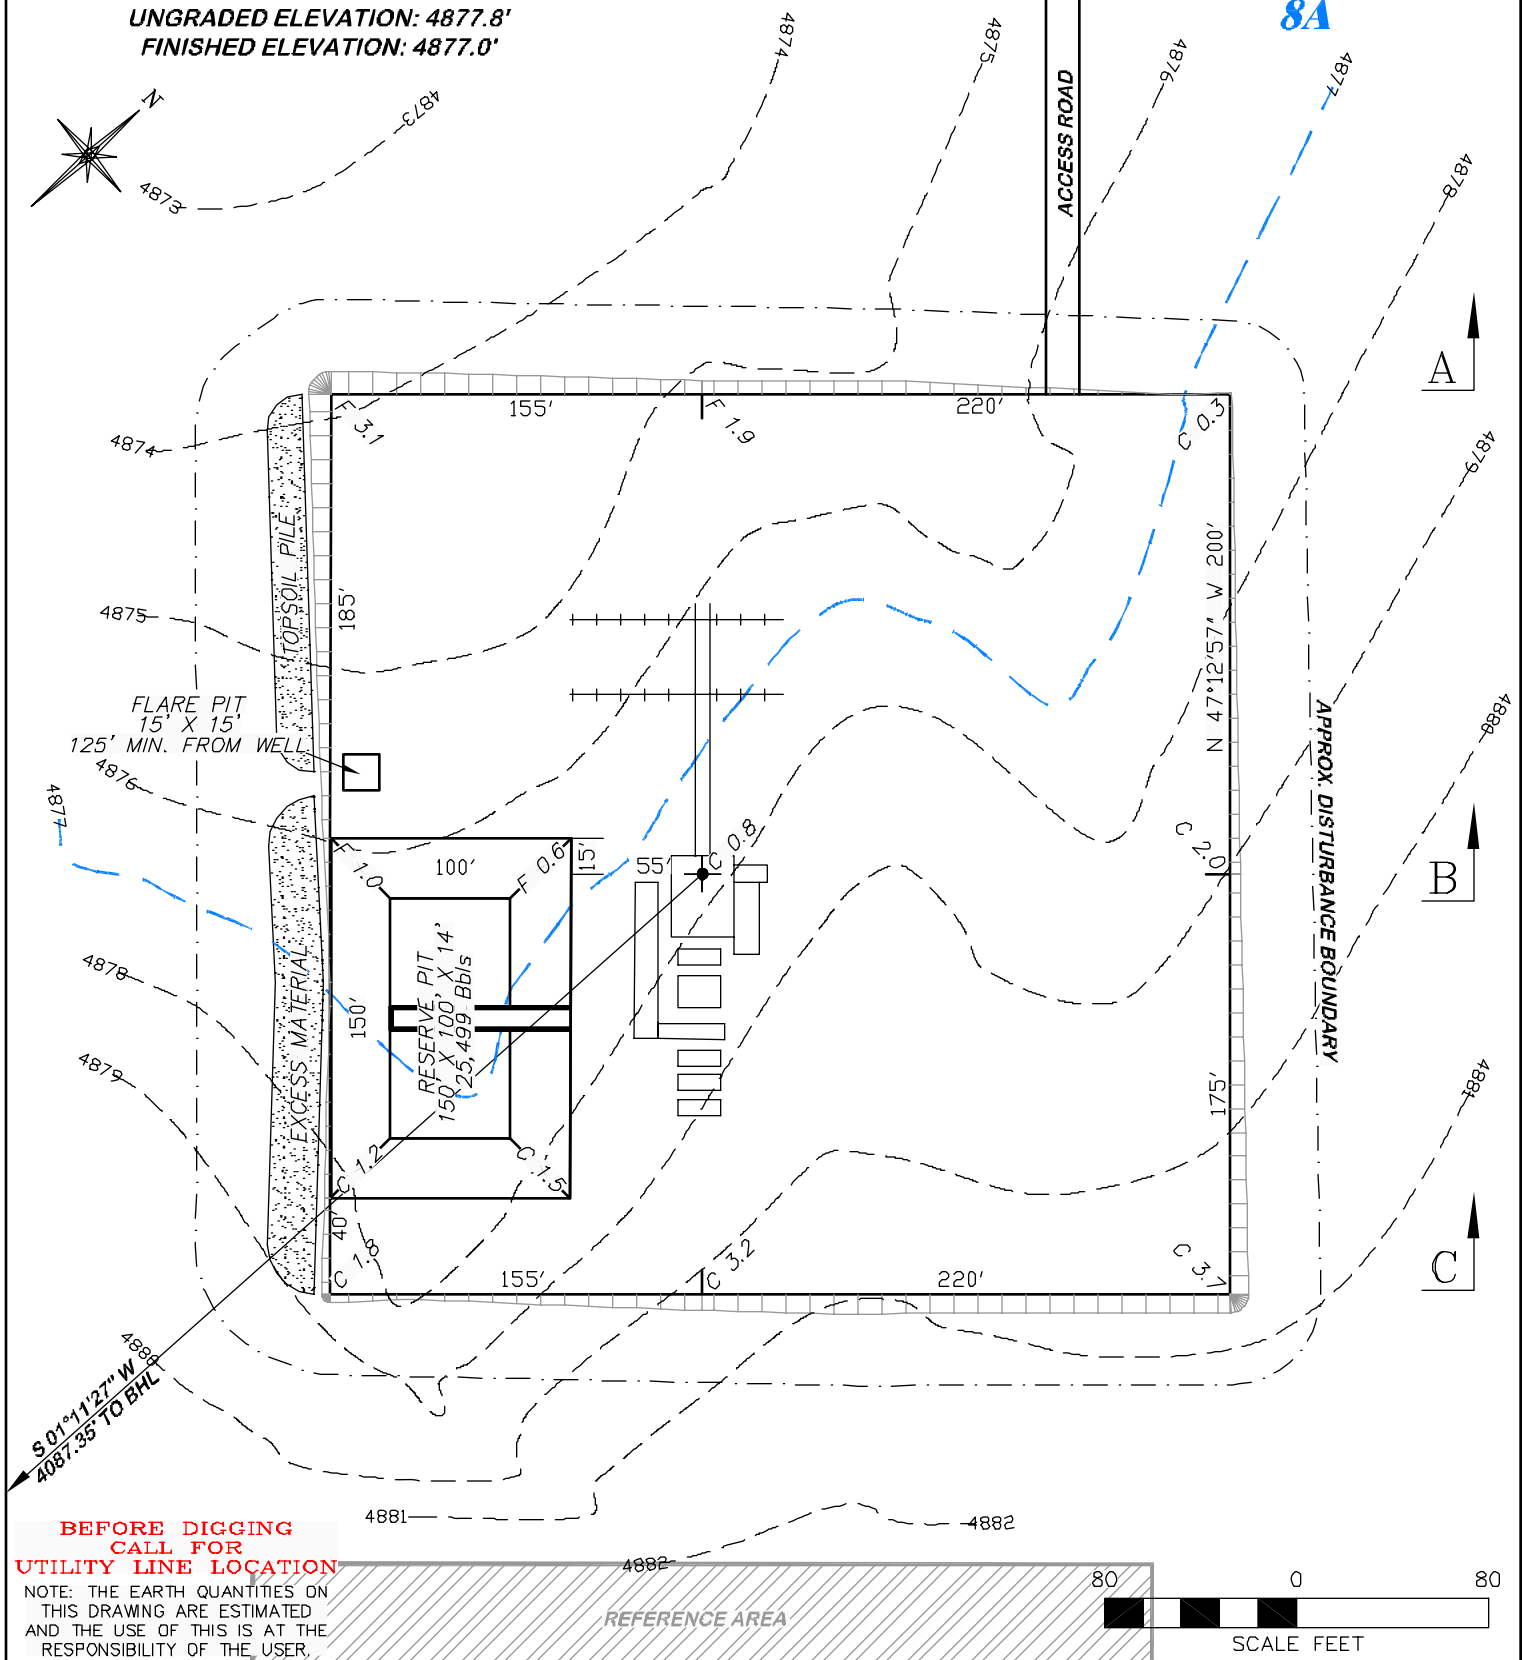 UNGRADED ELEVATION: 4877.8'
FINISHED ELEVATION: 4877.0'
8A
N
4873
4873
4874
4875
4876
4877
4878
ACCESS ROAD
A
155'
220'
F 3.1
F 1.9
C 0.3
4874
4879
TOPSOIL PILE
185'
N 47°12'57" W 200'
4875
FLARE PIT
15' X 15'
125' MIN. FROM WELL
4876
4877
4880
APPROX. DISTURBANCE BOUNDARY
F 1.0
100'
F 0.6
15'
55'
C 0.8
C 2.0
B
4878
EXCESS MATERIAL
150'
RESERVE PIT
150' X 100' X 14'
25,499 Bbls
4879
175'
4881
C 1.2
C 1.5
40'
C 1.8
155'
C 3.2
220'
C 3.7
C
4880
S 01°11'27" W
4087.35' TO BHL
4881
4882
4882
BEFORE DIGGING
CALL FOR
UTILITY LINE LOCATION
NOTE: THE EARTH QUANTITIES ON
THIS DRAWING ARE ESTIMATED
AND THE USE OF THIS IS AT THE
RESPONSIBILITY OF THE USER.
REFERENCE AREA
80 0 80
SCALE FEET